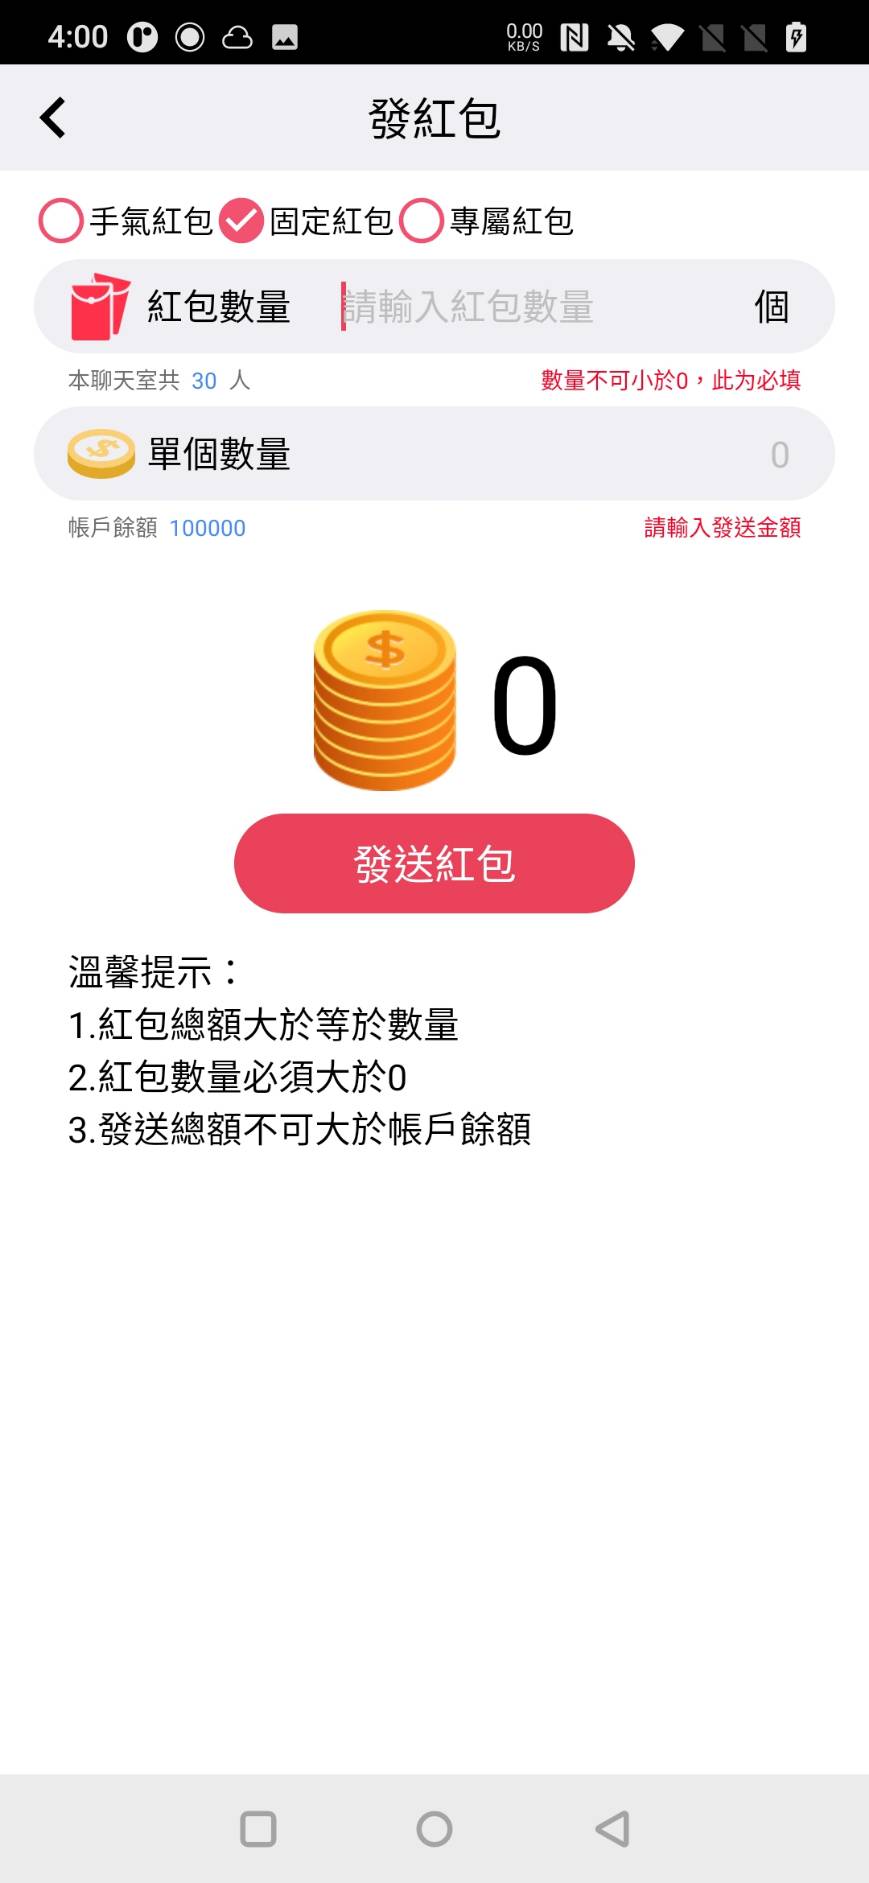 4:00
0.00
KB/S
發紅包
手氣紅包 固定紅包 專屬紅包
紅包數量 請輸入紅包數量 個
本聊天室共 30 人 數量不可小於0，此为必填
單個數量 0
帳戶餘額 100000 請輸入發送金額
$ 0
發送紅包
溫馨提示：
1.紅包總額大於等於數量
2.紅包數量必須大於0
3.發送總額不可大於帳戶餘額